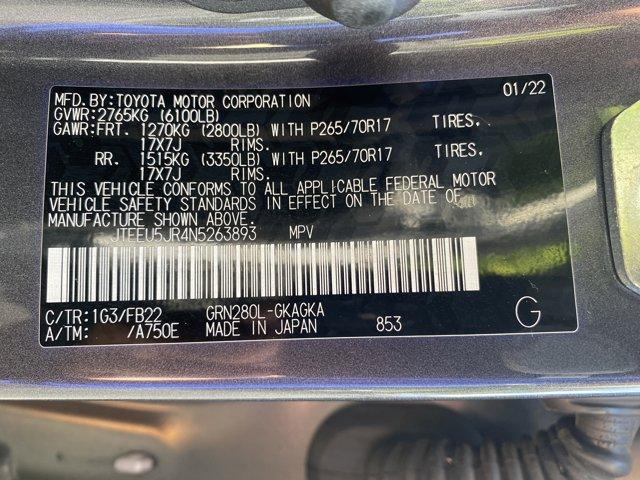 MFD.BY:TOYOTA MOTOR CORPORATION 01/22
GVWR:2765KG (6100LB)
GAWR:FRT. 1270KG (2800LB) WITH P265/70R17 TIRES.
17X7J RIMS.
RR. 1515KG (3350LB) WITH P265/70R17 TIRES.
17X7J RIMS.
THIS VEHICLE CONFORMS TO ALL APPLICABLE FEDERAL MOTOR
VEHICLE SAFETY STANDARDS IN EFFECT ON THE DATE OF
MANUFACTURE SHOWN ABOVE.
JTEEU5JR4N5263893 MPV
C/TR:1G3/FB22 GRN280L-GKAGKA
A/TM: /A750E MADE IN JAPAN 853 G